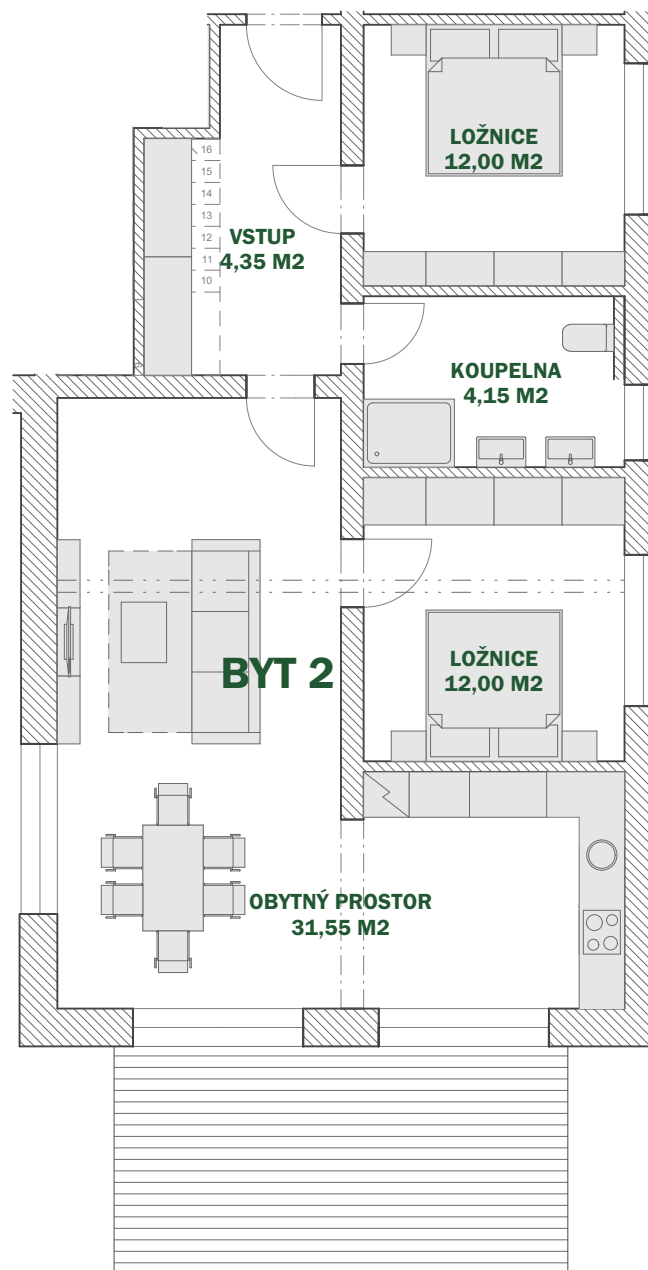 LOŽNICE
12,00 M2
16
15
14
13
12
11
10
VSTUP
4,35 M2
KOUPELNA
4,15 M2
LOŽNICE
12,00 M2
BYT 2
OBYTNÝ PROSTOR
31,55 M2